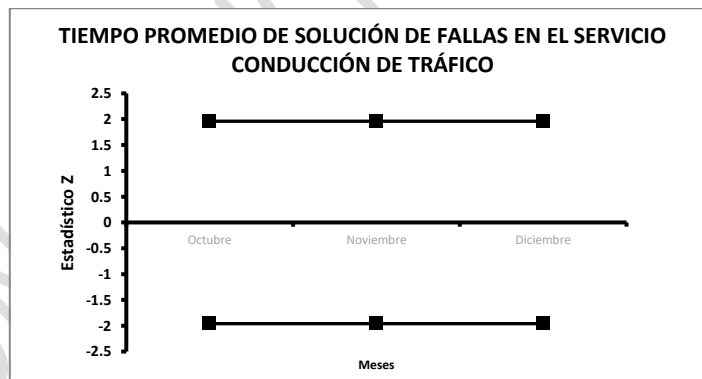 TIEMPO PROMEDIO DE SOLUCIÓN DE FALLAS EN EL SERVICIO
CONDUCCIÓN DE TRÁFICO
Estadístico Z
2.5
2
1.5
1
0.5
0
-0.5
-1
-1.5
-2
-2.5
Octubre Noviembre Diciembre
Meses